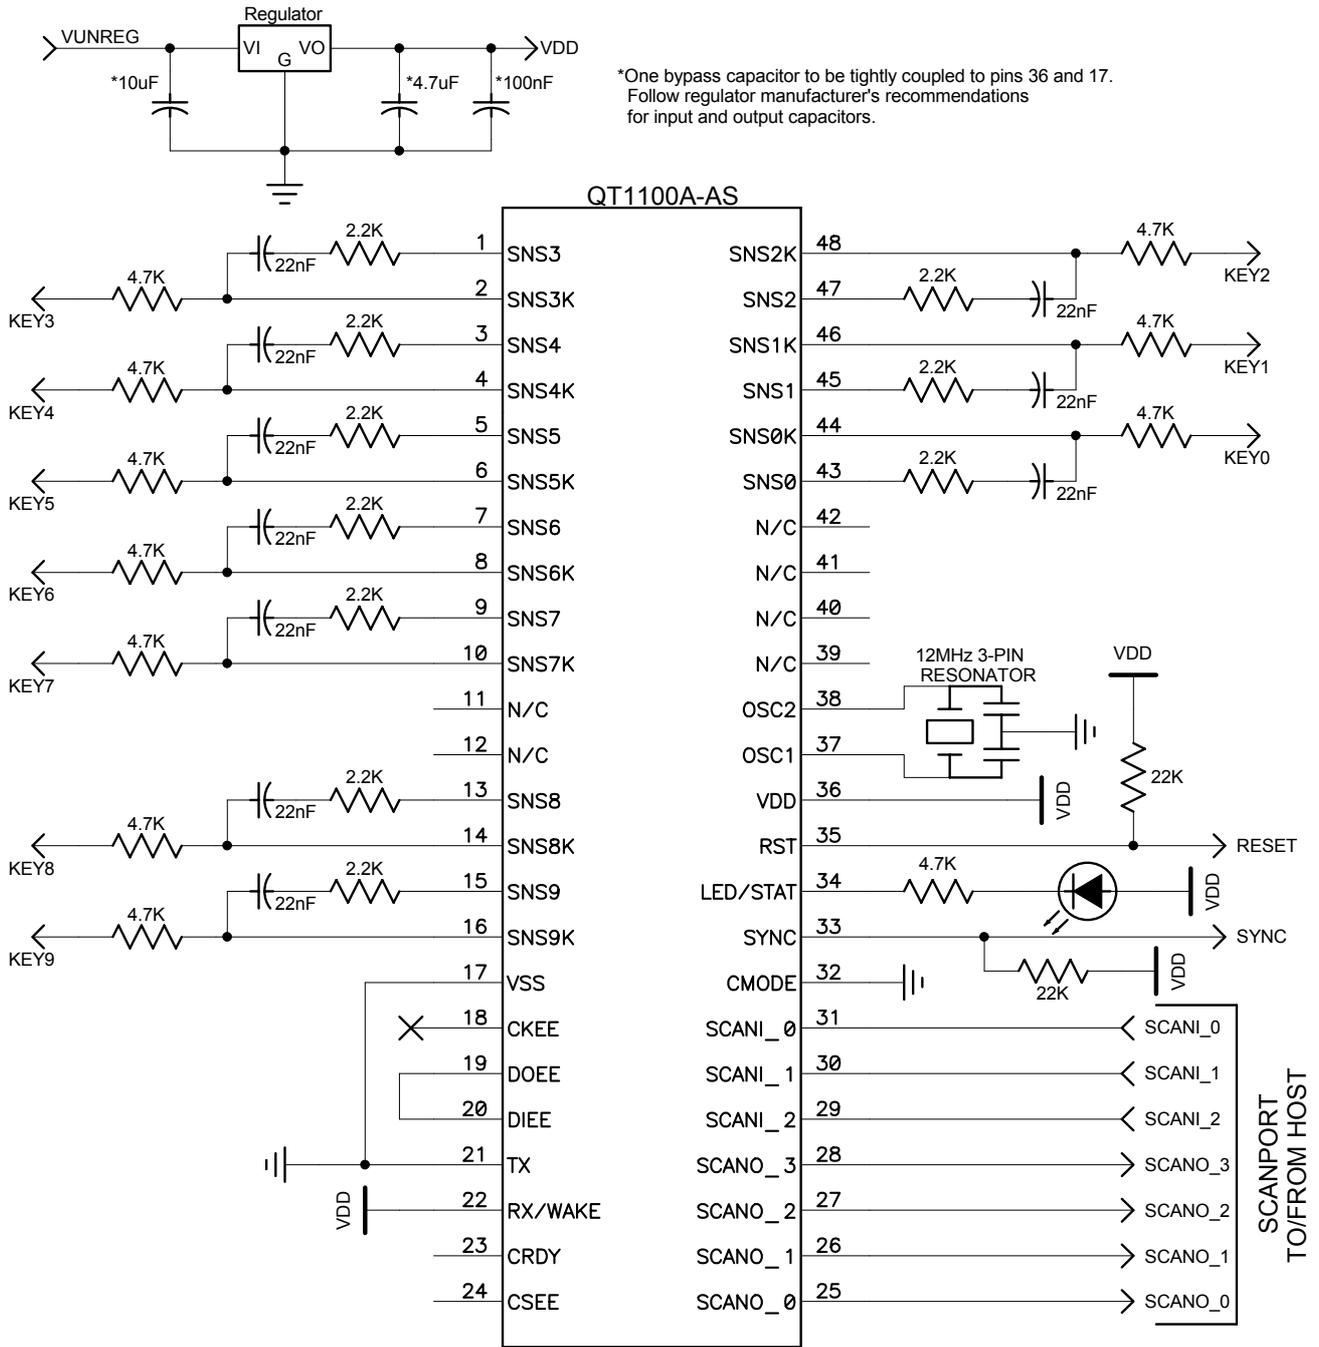 Regulator
VUNREG
VI
VO
G
VDD
*10uF
*4.7uF
*100nF
*One bypass capacitor to be tightly coupled to pins 36 and 17.
Follow regulator manufacturer's recommendations
for input and output capacitors.
QT1100A-AS
2.2K
22nF
1
SNS3
4.7K
2
SNS3K
KEY3
2.2K
22nF
3
SNS4
4.7K
4
SNS4K
KEY4
2.2K
22nF
5
SNS5
4.7K
6
SNS5K
KEY5
2.2K
22nF
7
SNS6
4.7K
8
SNS6K
KEY6
2.2K
22nF
9
SNS7
4.7K
10
SNS7K
KEY7
11
N/C
12
N/C
2.2K
22nF
13
SNS8
4.7K
14
SNS8K
KEY8
2.2K
22nF
15
SNS9
4.7K
16
SNS9K
KEY9
17
VSS
18
CKEE
19
DOEE
20
DIEE
21
TX
VDD
22
RX/WAKE
23
CRDY
24
CSEE
SNS2K
48
4.7K
KEY2
SNS2
47
2.2K
22nF
SNS1K
46
4.7K
KEY1
SNS1
45
2.2K
22nF
SNS0K
44
4.7K
KEY0
SNS0
43
2.2K
22nF
N/C
42
N/C
41
N/C
40
N/C
39
12MHz 3-PIN
RESONATOR
VDD
OSC2
38
OSC1
37
22K
VDD
36
VDD
RST
35
RESET
LED/STAT
34
4.7K
VDD
SYNC
33
SYNC
22K
VDD
CMODE
32
SCANI_0
31
SCANI_0
SCANI_1
30
SCANI_1
SCANI_2
29
SCANI_2
SCANO_3
28
SCANO_3
SCANO_2
27
SCANO_2
SCANO_1
26
SCANO_1
SCANO_0
25
SCANO_0
SCANPORT
TO/FROM HOST